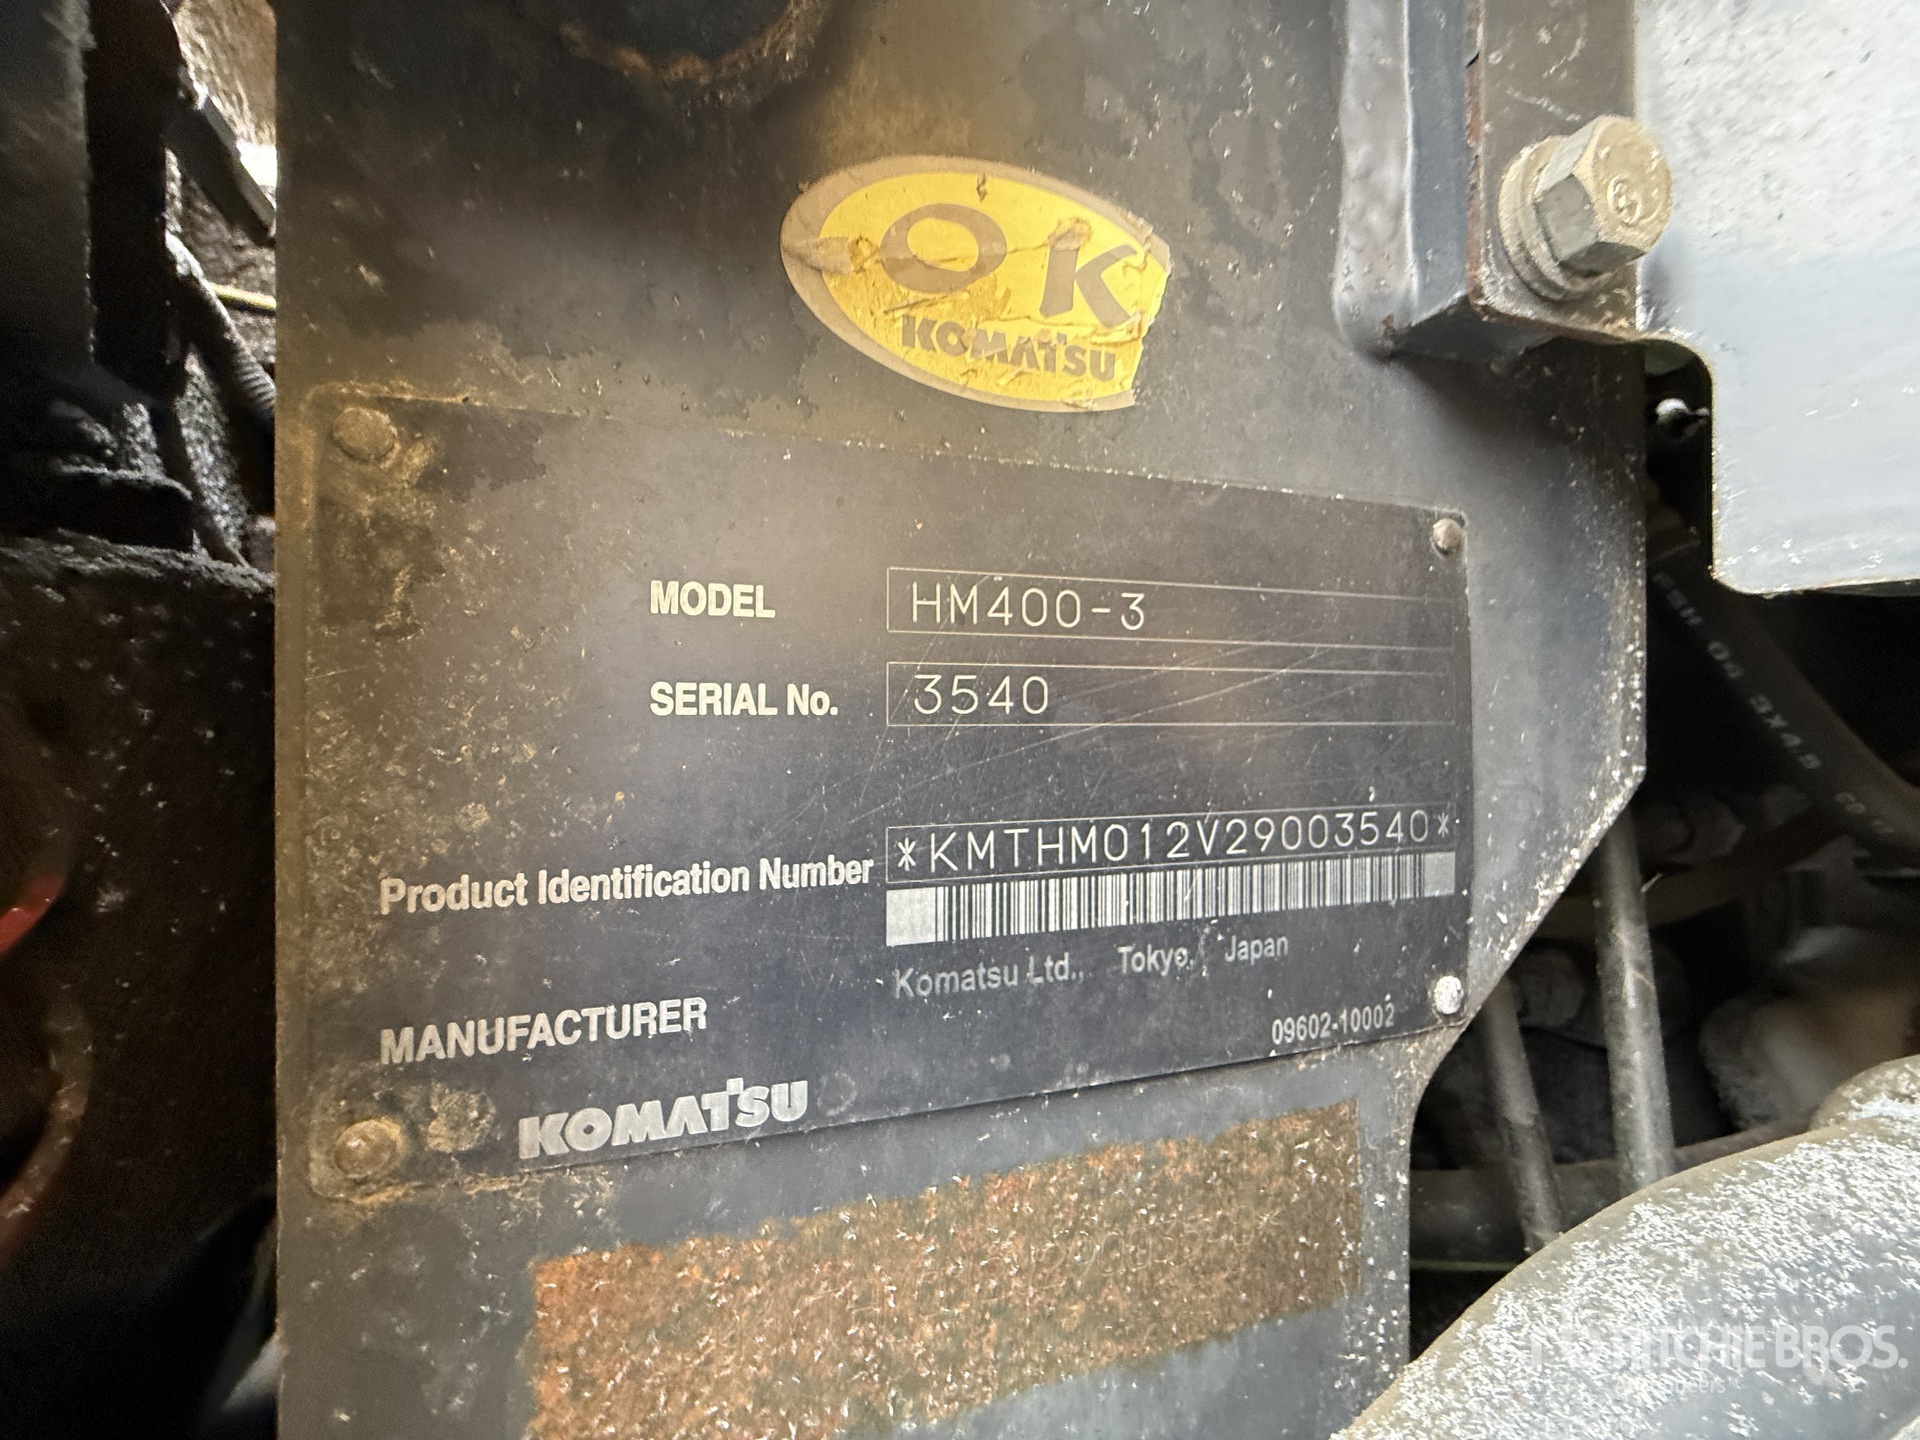 OK
KOMATSU
MODEL HM400-3
SERIAL No. 3540
Product Identification Number *KMTHM012V29003540*
Komatsu Ltd., Tokyo, Japan
MANUFACTURER
09602-10002
KOMATSU
29003540*
RITCHIE BROS.